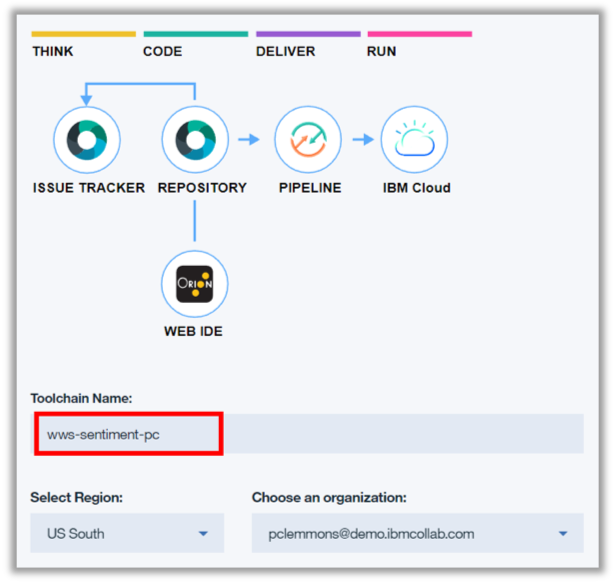 THINK CODE DELIVER RUN
ISSUE TRACKER REPOSITORY PIPELINE IBM Cloud
ORION
WEB IDE
Toolchain Name:
wws-sentiment-pc
Select Region: Choose an organization:
US South pclemmons@demo.ibmcollab.com